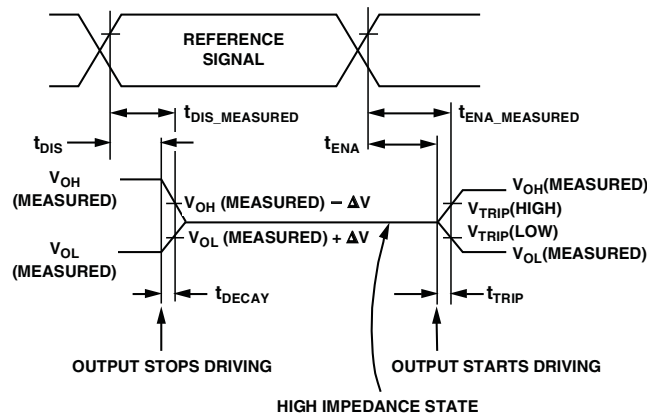 REFERENCE
SIGNAL
tDIS_MEASURED
tENA_MEASURED
tDIS
tENA
VOH
(MEASURED)
VOH (MEASURED) – ΔV
VOH(MEASURED)
VTRIP(HIGH)
VOL (MEASURED) + ΔV
VTRIP(LOW)
VOL
(MEASURED)
VOL(MEASURED)
tDECAY
tTRIP
OUTPUT STOPS DRIVING
OUTPUT STARTS DRIVING
HIGH IMPEDANCE STATE